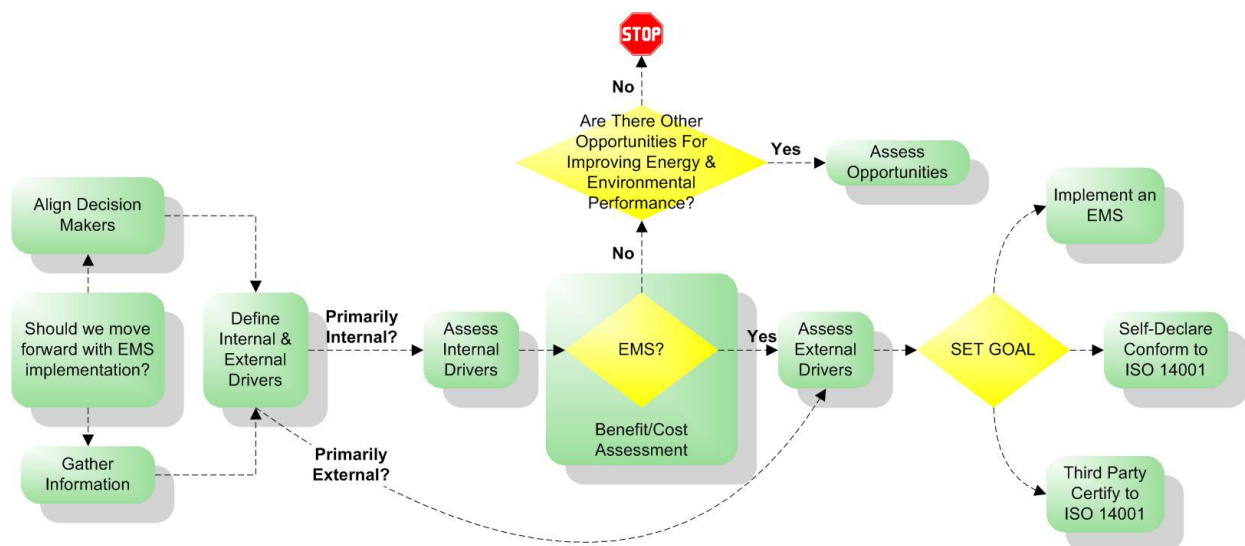 STOP
No
Are There Other
Opportunities For
Improving Energy &
Environmental
Performance?
Yes
Assess
Opportunities
Implement an
EMS
Align Decision
Makers
No
Should we move
forward with EMS
implementation?
Define
Internal &
External
Drivers
Primarily
Internal?
Assess
Internal
Drivers
EMS?
Benefit/Cost
Assessment
Yes
Assess
External
Drivers
SET GOAL
Self-Declare
Conform to
ISO 14001
Gather
Information
Primarily
External?
Third Party
Certify to
ISO 14001